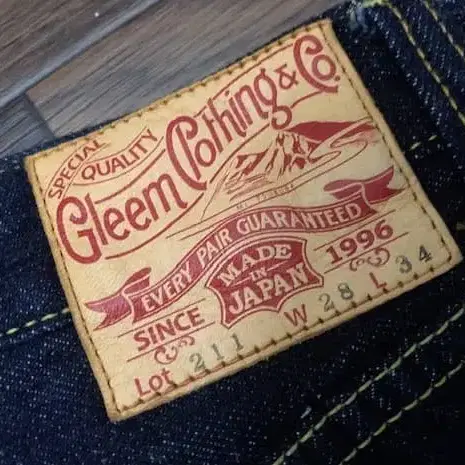 SPECIAL
QUALITY
Gleem Clothing & Co.
EVERY PAIR GUARANTEED
MADE
IN
JAPAN
SINCE 1996
Lot 211 W 28 L 34